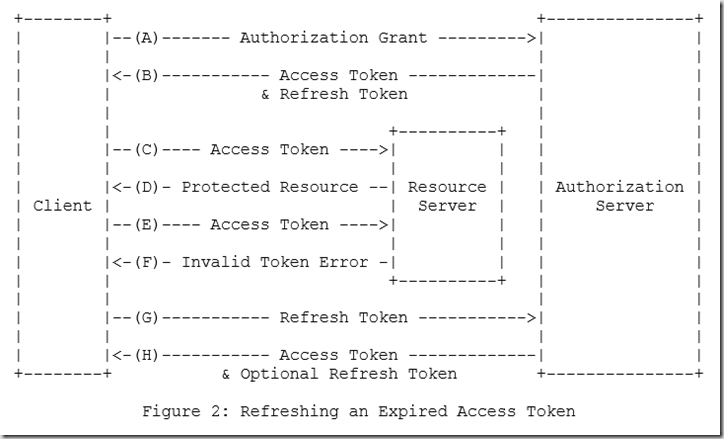 +--------+                                           +---------------+
|        |--(A)------- Authorization Grant --------->|               |
|        |                                           |               |
|        |<-(B)----------- Access Token -------------|               |
|        |               & Refresh Token             |               |
|        |                                           |               |
|        |                            +----------+   |               |
|        |--(C)---- Access Token ---->|          |   |               |
|        |                            |          |   |               |
|        |<-(D)- Protected Resource --| Resource |   | Authorization |
| Client |                            |  Server  |   |     Server    |
|        |--(E)---- Access Token ---->|          |   |               |
|        |                            |          |   |               |
|        |<-(F)- Invalid Token Error -|          |   |               |
|        |                            +----------+   |               |
|        |                                           |               |
|        |--(G)----------- Refresh Token ----------->|               |
|        |                                           |               |
|        |<-(H)----------- Access Token -------------|               |
+--------+           & Optional Refresh Token        +---------------+
Figure 2: Refreshing an Expired Access Token